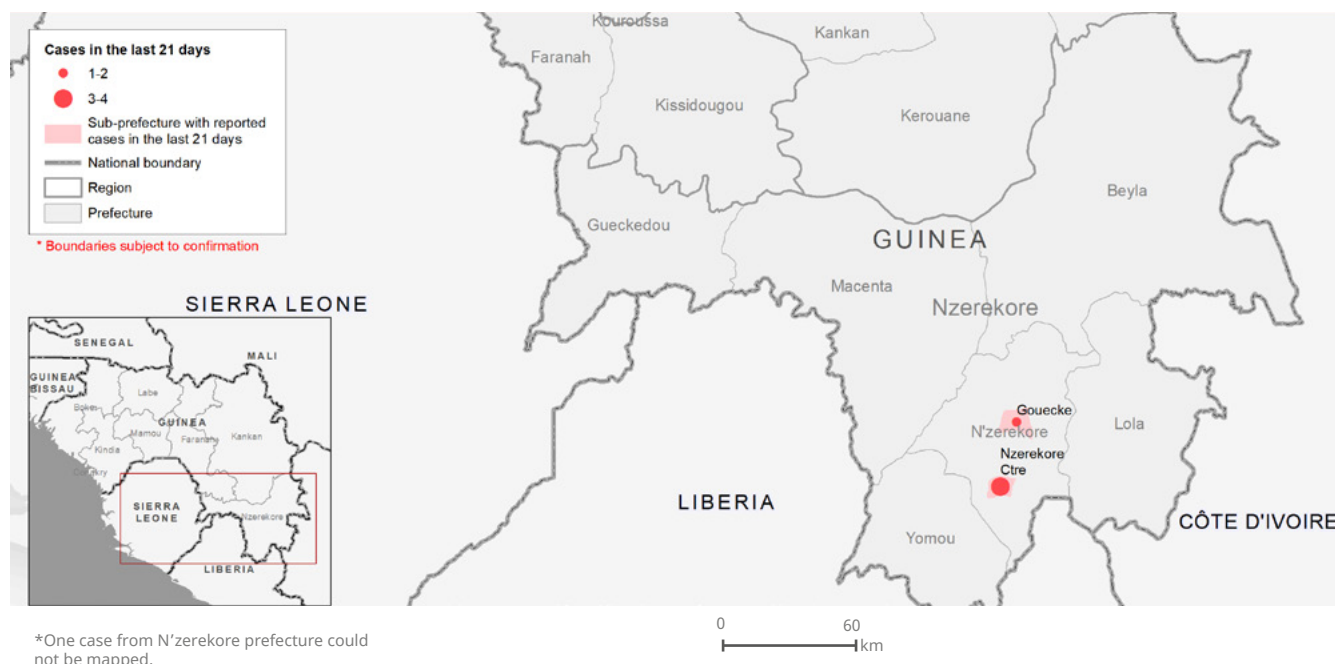 Cases in the last 21 days
1-2
3-4
Sub-prefecture with reported
cases in the last 21 days
National boundary
Region
Prefecture
* Boundaries subject to confirmation
Kouroussa
Kankan
Faranah
Kissidougou
Kerouane
Beyla
Gueckedou
GUINEA
Macenta
Nzerekore
SIERRA LEONE
Gouecke
N'zerekore
Lola
Nzerekore
Ctre
LIBERIA
CÔTE D'IVOIRE
Yomou
SENEGAL
MALI
GUINEA
BISSAU
Labe
Boke
GUINEA
Mamou
Faranah
Kankan
Kindia
SIERRA
LEONE
Nzerekore
LIBERIA
0 60
km
*One case from N'zerekore prefecture could
not be mapped.